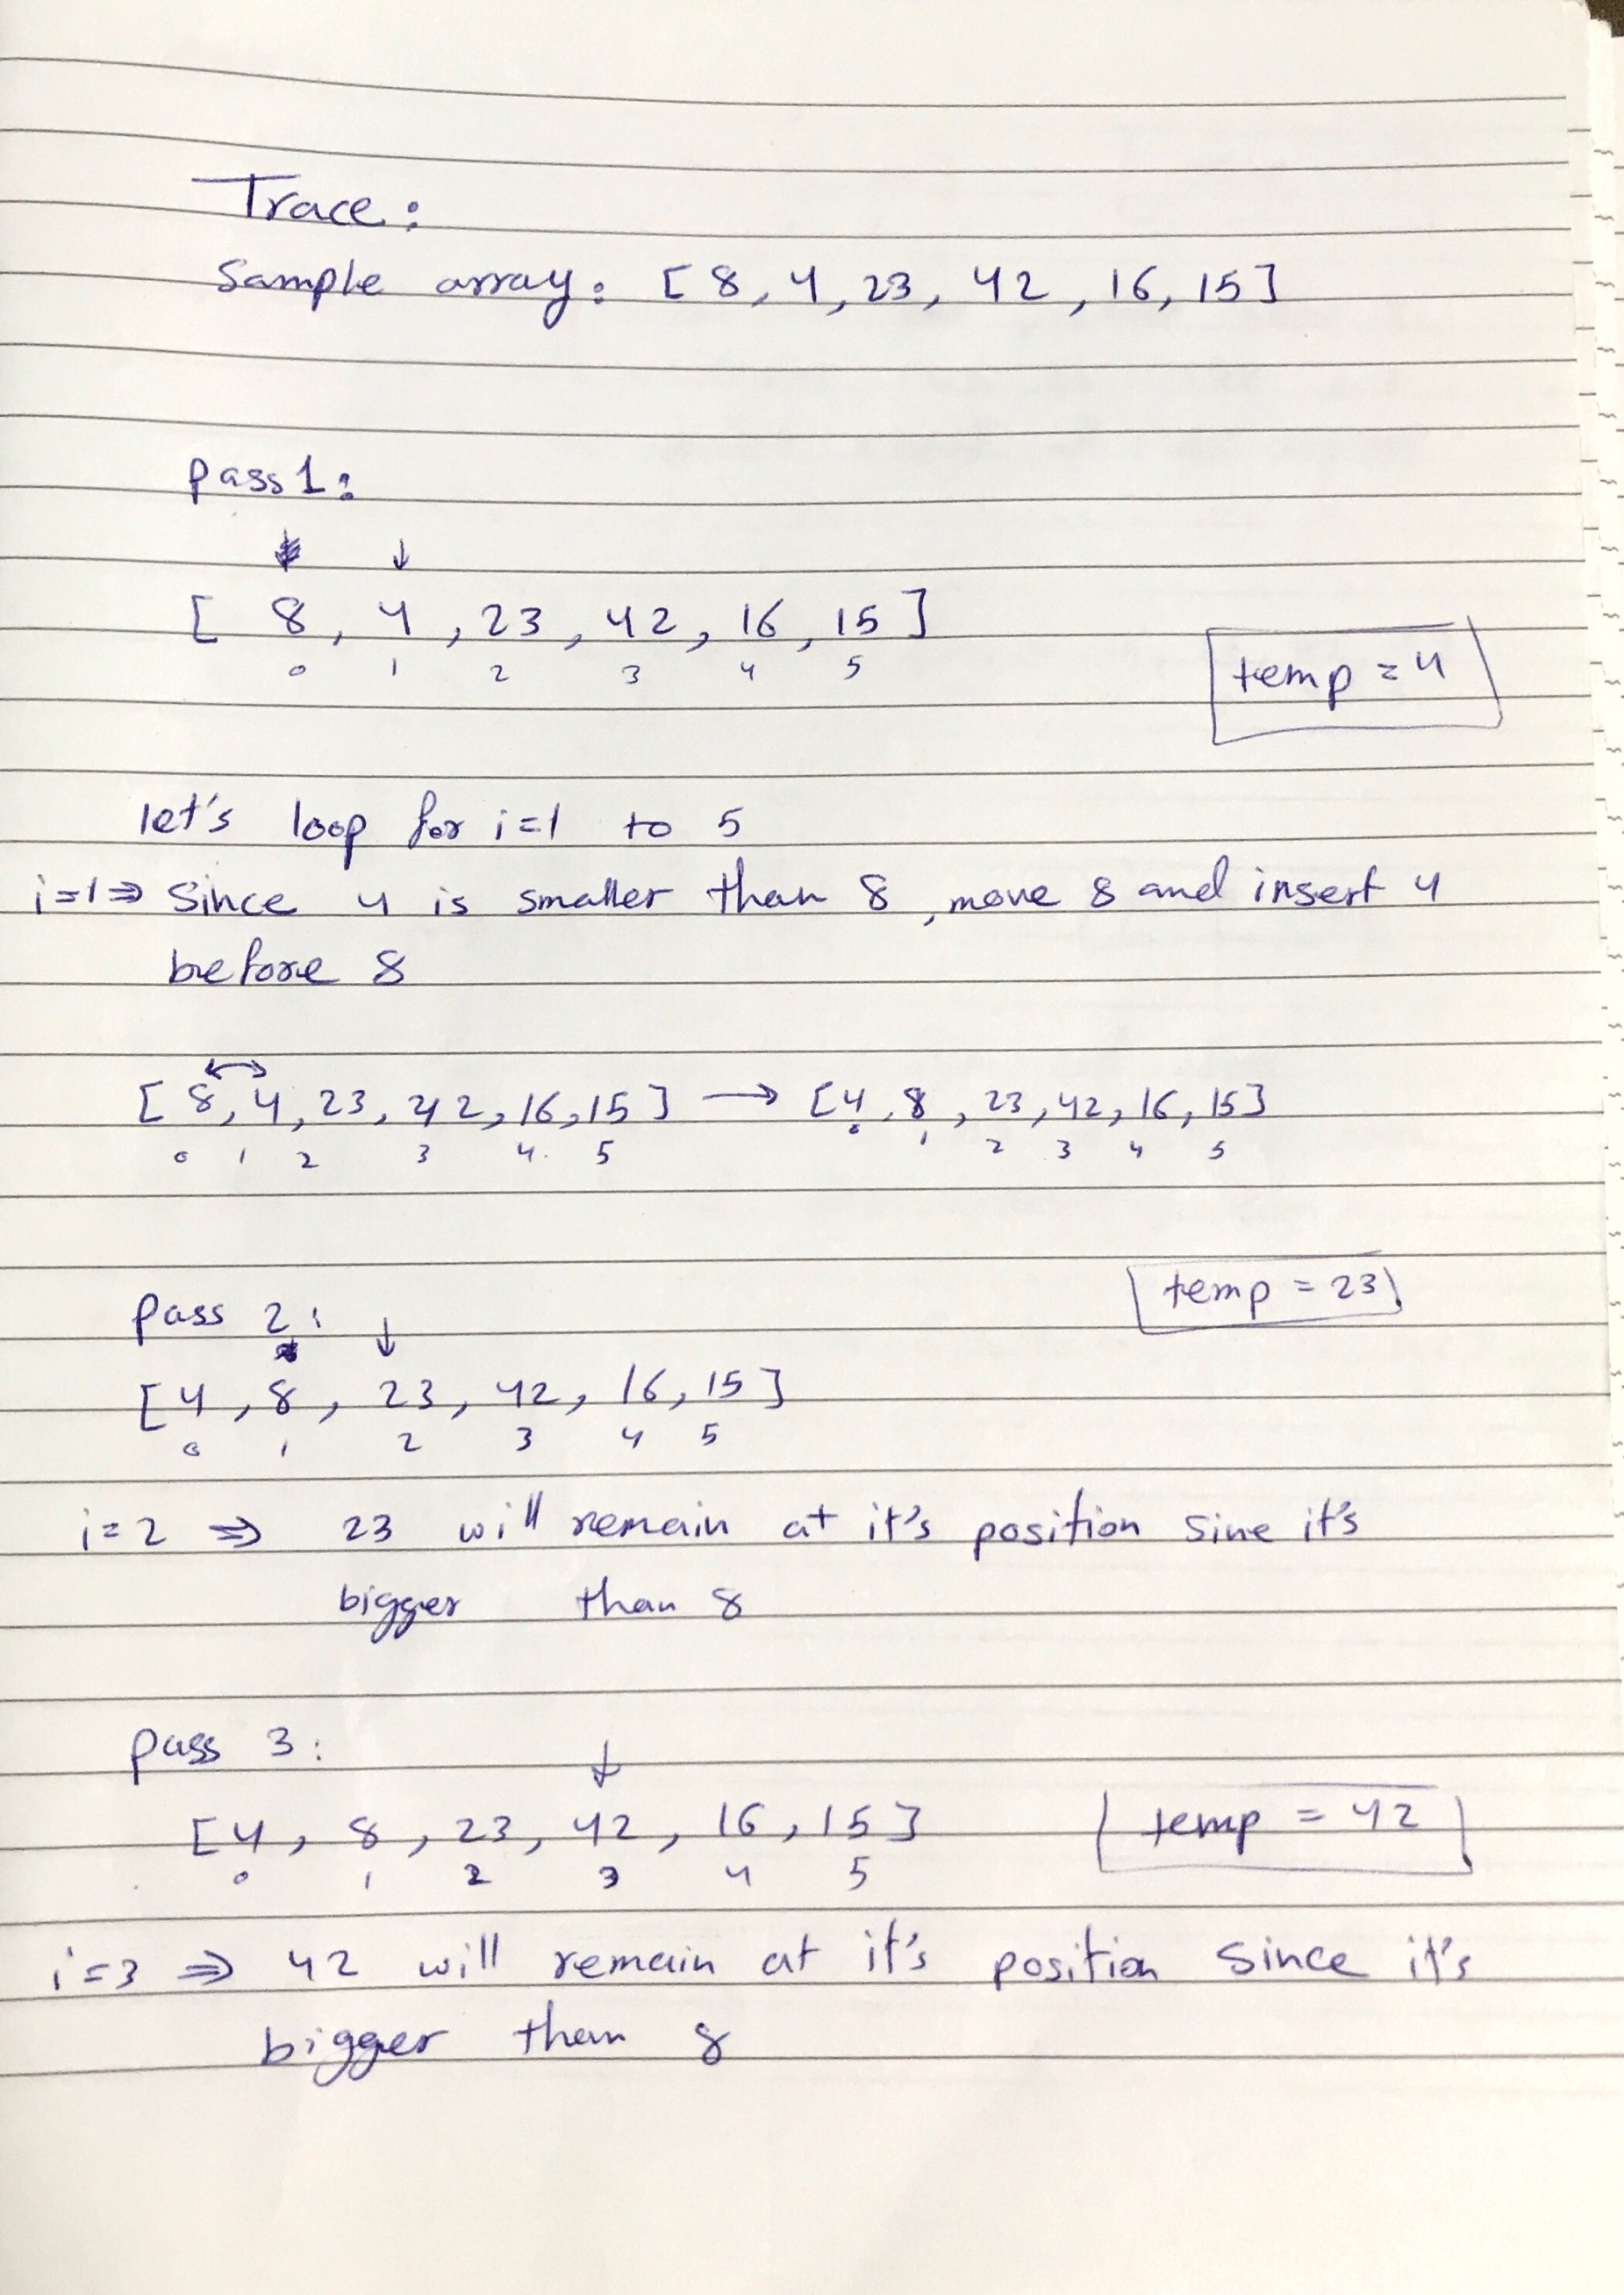 Trace:
Sample array: [ 8, 4, 23, 42, 16, 15 ]
pass 1:
↓
[ 8, 4, 23, 42, 16, 15 ]
0 1 2 3 4 5
temp = 4
let's loop for i=1 to 5
i=1⇒ Since 4 is smaller than 8, move 8 and insert 4
before 8
[ 8, 4, 23, 42, 16, 15 ] → [ 4, 8, 23, 42, 16, 15 ]
0 1 2 3 4 5 0 1 2 3 4 5
temp = 23
Pass 2:
↓
[ 4, 8, 23, 42, 16, 15 ]
0 1 2 3 4 5
i=2 ⇒ 23 will remain at it's position sine it's
bigger than 8
pass 3:
↓
[ 4, 8, 23, 42, 16, 15 ] temp = 42
0 1 2 3 4 5
i=3 ⇒ 42 will remain at it's position since it's
bigger than 8